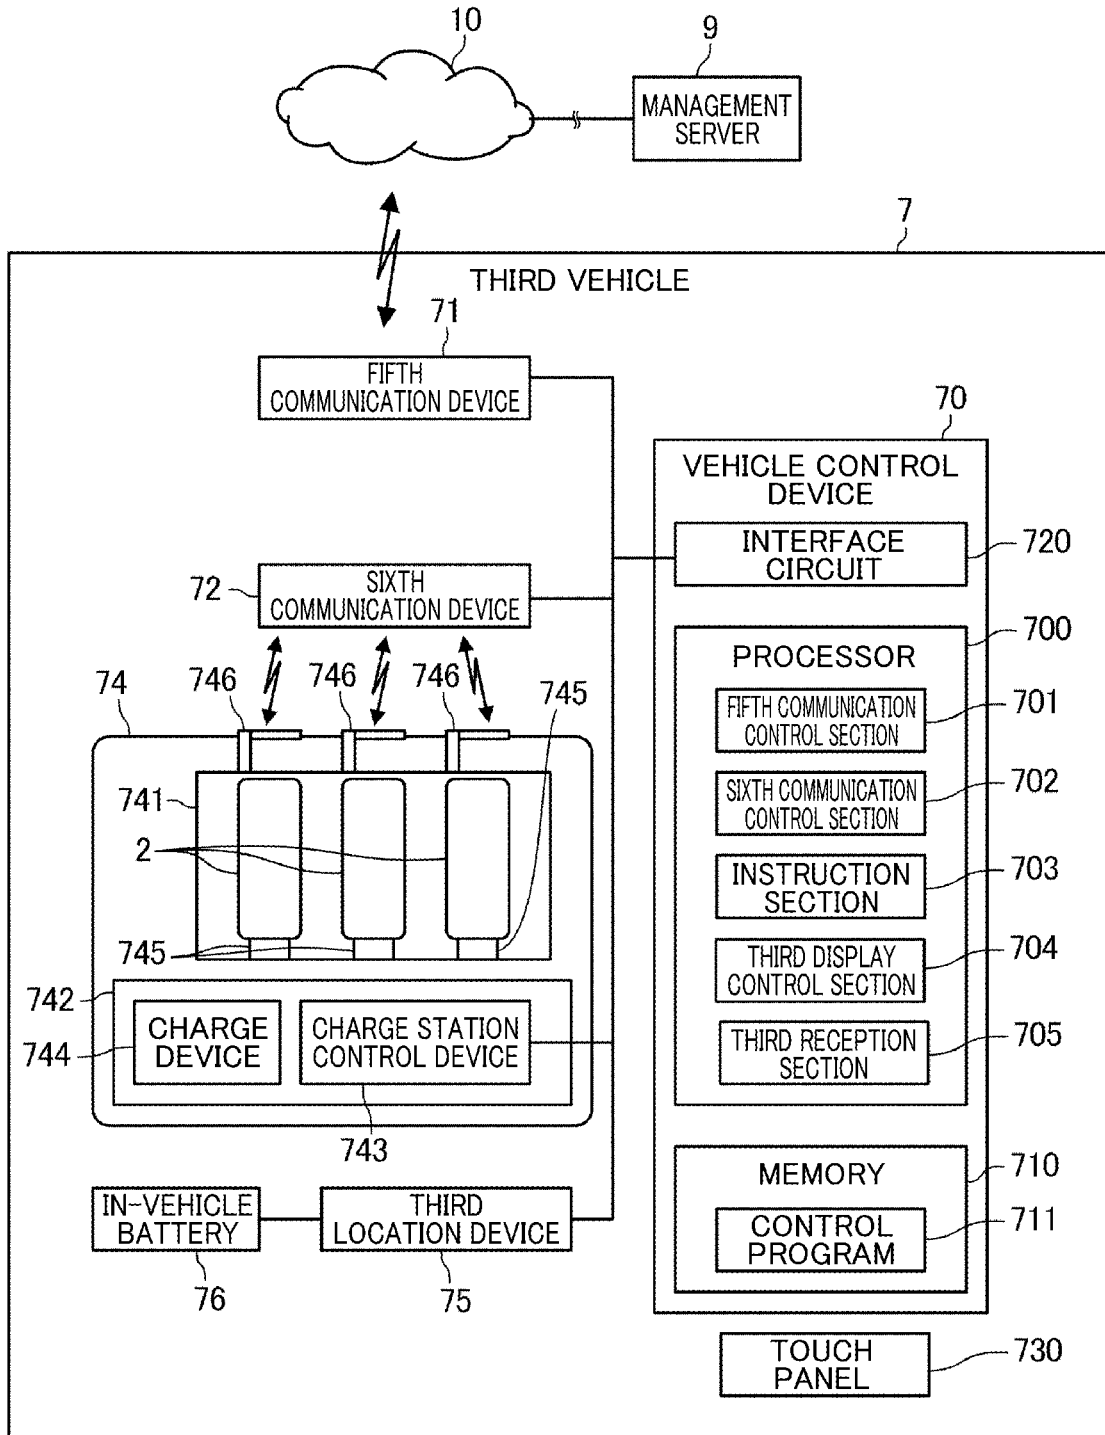 10
9
MANAGEMENT
SERVER
7
THIRD VEHICLE
71
FIFTH
COMMUNICATION DEVICE
70
VEHICLE CONTROL
DEVICE
INTERFACE
CIRCUIT
720
72
SIXTH
COMMUNICATION DEVICE
700
PROCESSOR
74
746
746
746
745
FIFTH COMMUNICATION
CONTROL SECTION
701
741
SIXTH COMMUNICATION
CONTROL SECTION
702
2
INSTRUCTION
SECTION
703
745
THIRD DISPLAY
CONTROL SECTION
704
742
CHARGE
DEVICE
744
CHARGE STATION
CONTROL DEVICE
THIRD RECEPTION
SECTION
705
743
MEMORY
710
IN-VEHICLE
BATTERY
THIRD
LOCATION DEVICE
CONTROL
PROGRAM
711
76
75
TOUCH
PANEL
730